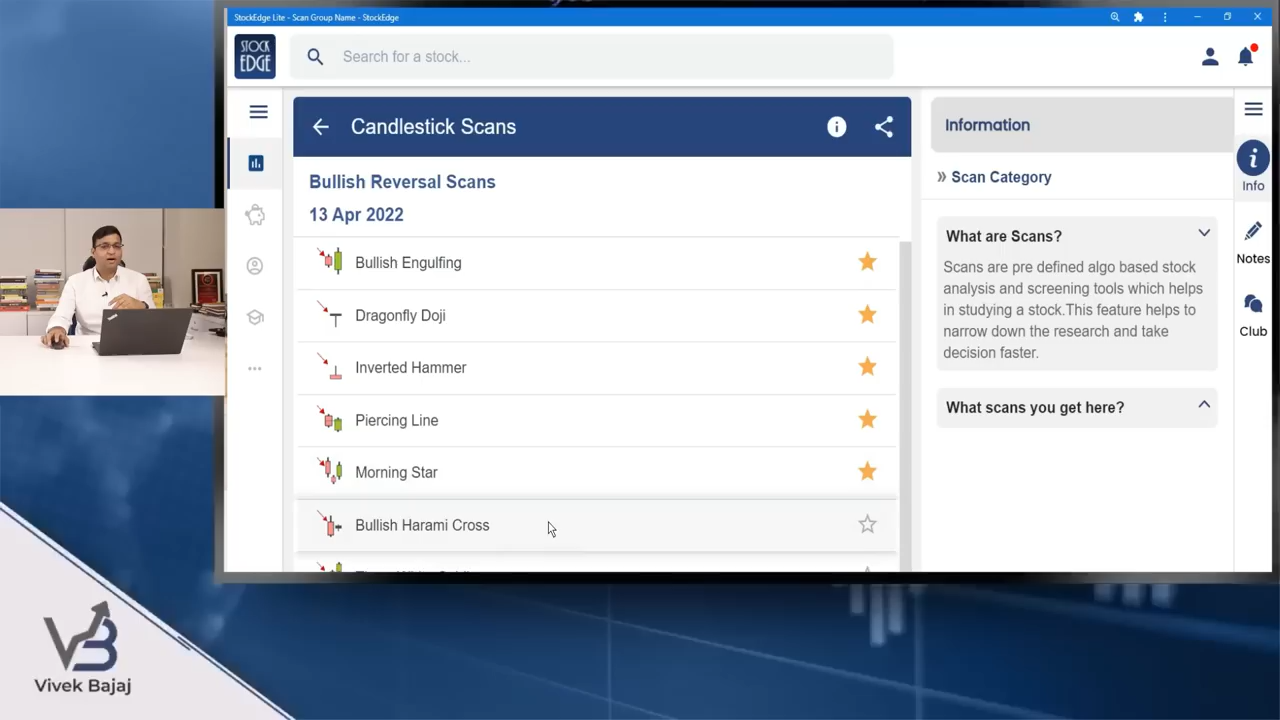 StockEdge Lite - Scan Group Name - StockEdge
STOCK
EDGE
Search for a stock...
Candlestick Scans
Bullish Reversal Scans
13 Apr 2022
Bullish Engulfing
Dragonfly Doji
Inverted Hammer
Piercing Line
Morning Star
Bullish Harami Cross
Information
» Scan Category
What are Scans?
Scans are pre defined algo based stock
analysis and screening tools which helps
in studying a stock.This feature helps to
narrow down the research and take
decision faster.
What scans you get here?
Info
Notes
Club
VB
Vivek Bajaj